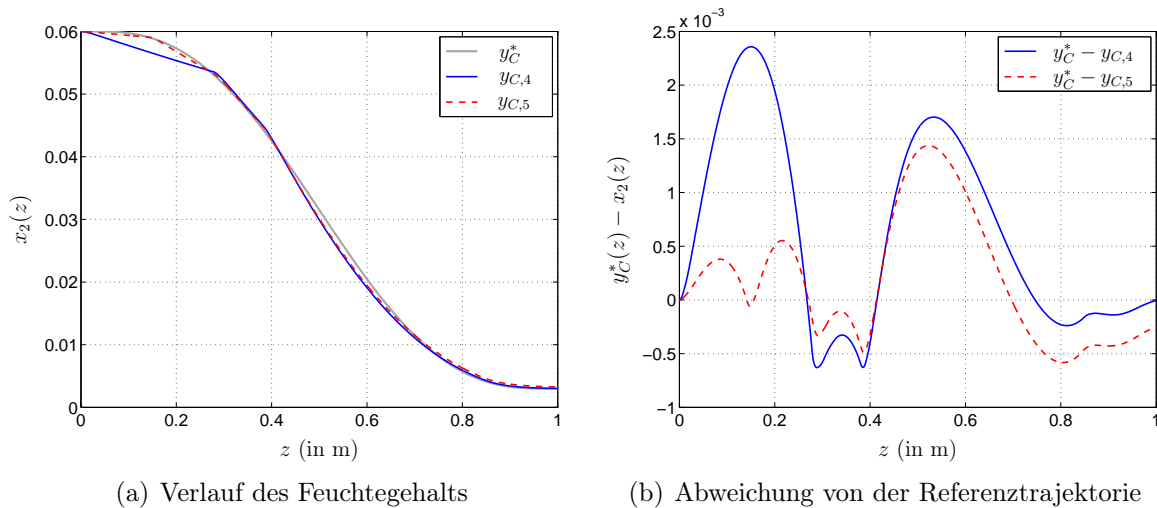 0.06
0.05
0.04
0.03
0.02
0.01
0
0
0.2
0.4
0.6
0.8
1
x₂(z)
z (in m)
y*_C
y_{C,4}
y_{C,5}
(a) Verlauf des Feuchtegehalts
x 10⁻³
2.5
2
1.5
1
0.5
0
−0.5
−1
0
0.2
0.4
0.6
0.8
1
y*_C(z) − x₂(z)
z (in m)
y*_C − y_{C,4}
y*_C − y_{C,5}
(b) Abweichung von der Referenztrajektorie